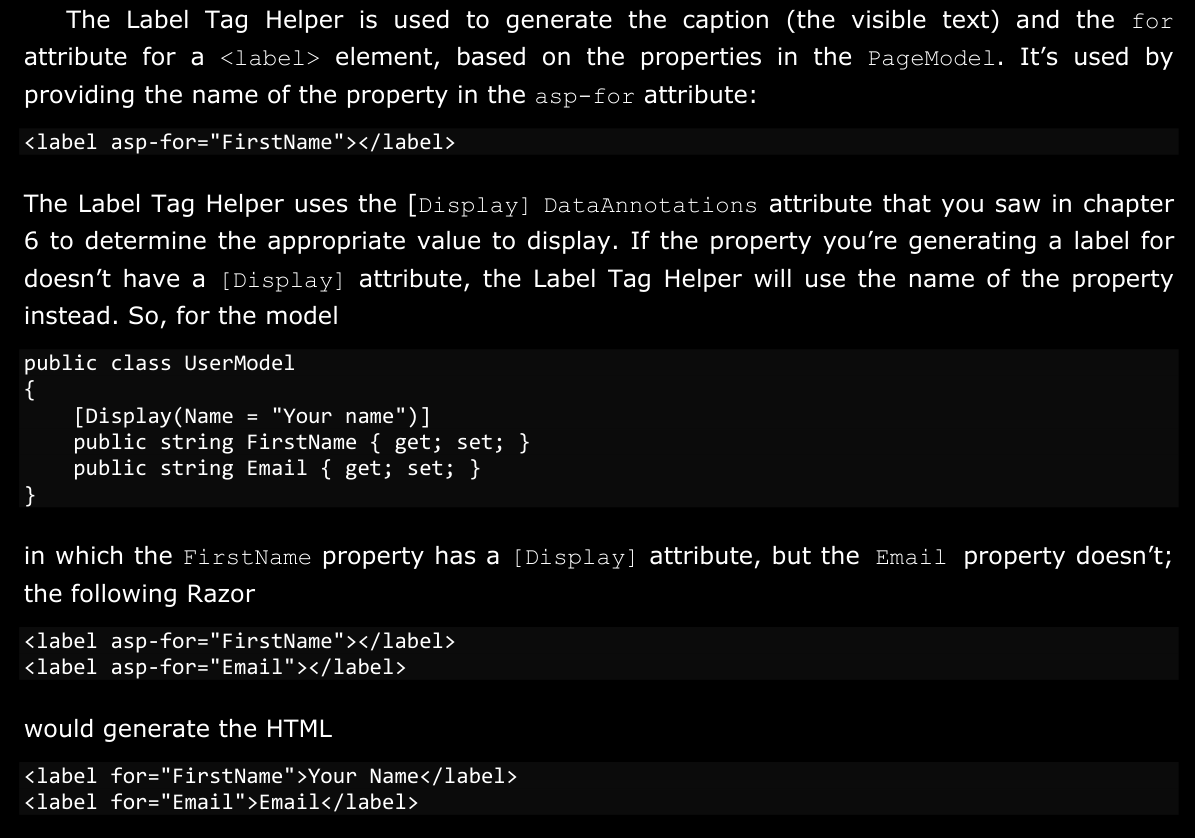 The Label Tag Helper is used to generate the caption (the visible text) and the for
attribute for a <label> element, based on the properties in the PageModel. It’s used by
providing the name of the property in the asp-for attribute:
<label asp-for="FirstName"></label>
The Label Tag Helper uses the [Display] DataAnnotations attribute that you saw in chapter
6 to determine the appropriate value to display. If the property you’re generating a label for
doesn’t have a [Display] attribute, the Label Tag Helper will use the name of the property
instead. So, for the model
public class UserModel
{
    [Display(Name = "Your name")]
    public string FirstName { get; set; }
    public string Email { get; set; }
}
in which the FirstName property has a [Display] attribute, but the Email property doesn’t;
the following Razor
<label asp-for="FirstName"></label>
<label asp-for="Email"></label>
would generate the HTML
<label for="FirstName">Your Name</label>
<label for="Email">Email</label>